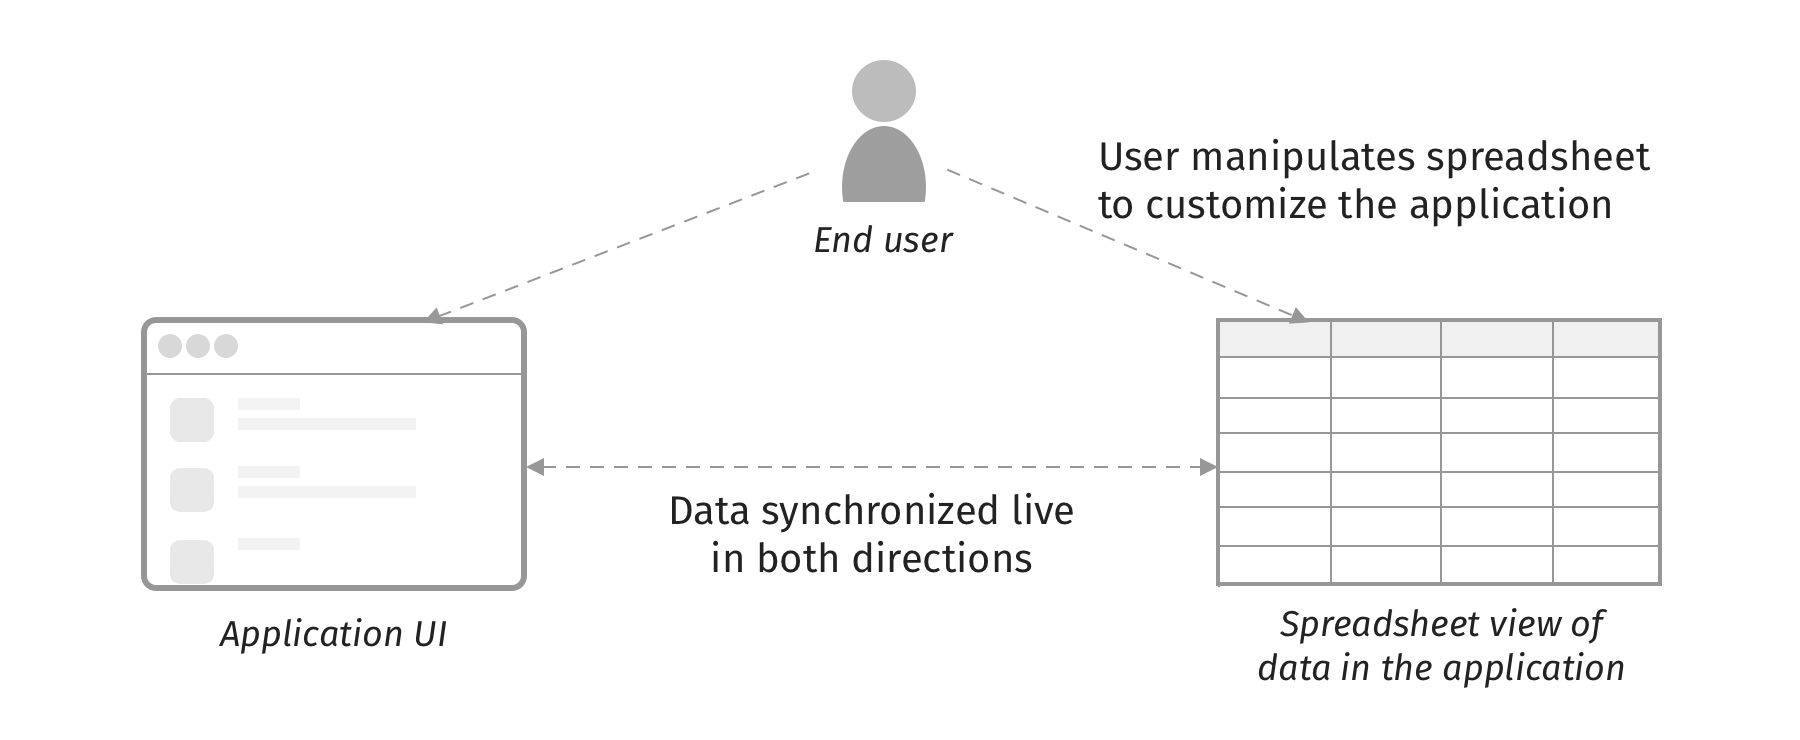 User manipulates spreadsheet
to customize the application
End user
Data synchronized live
in both directions
Application UI
Spreadsheet view of
data in the application